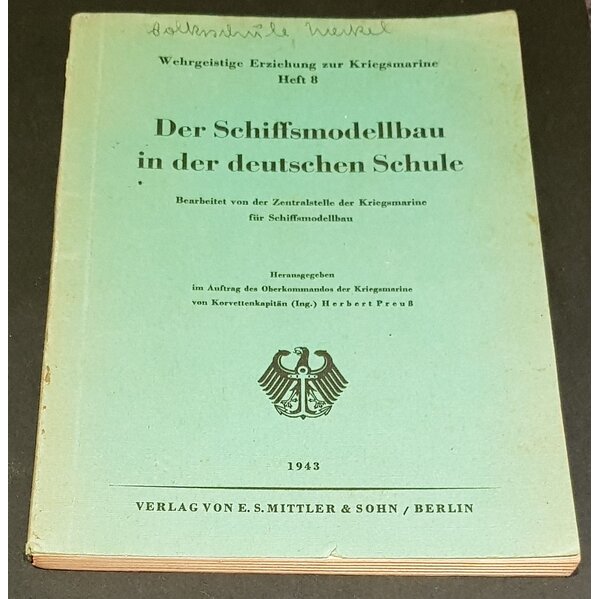 Volksschule, Merkel
Wehrgeistige Erziehung zur Kriegsmarine
Heft 8
Der Schiffsmodellbau
in der deutschen Schule
Bearbeitet von der Zentralstelle der Kriegsmarine
für Schiffsmodellbau
Herausgegeben
im Auftrag des Oberkommandos der Kriegsmarine
von Korvettenkapitän (Ing.) Herbert Preuß
1943
VERLAG VON E. S. MITTLER & SOHN / BERLIN